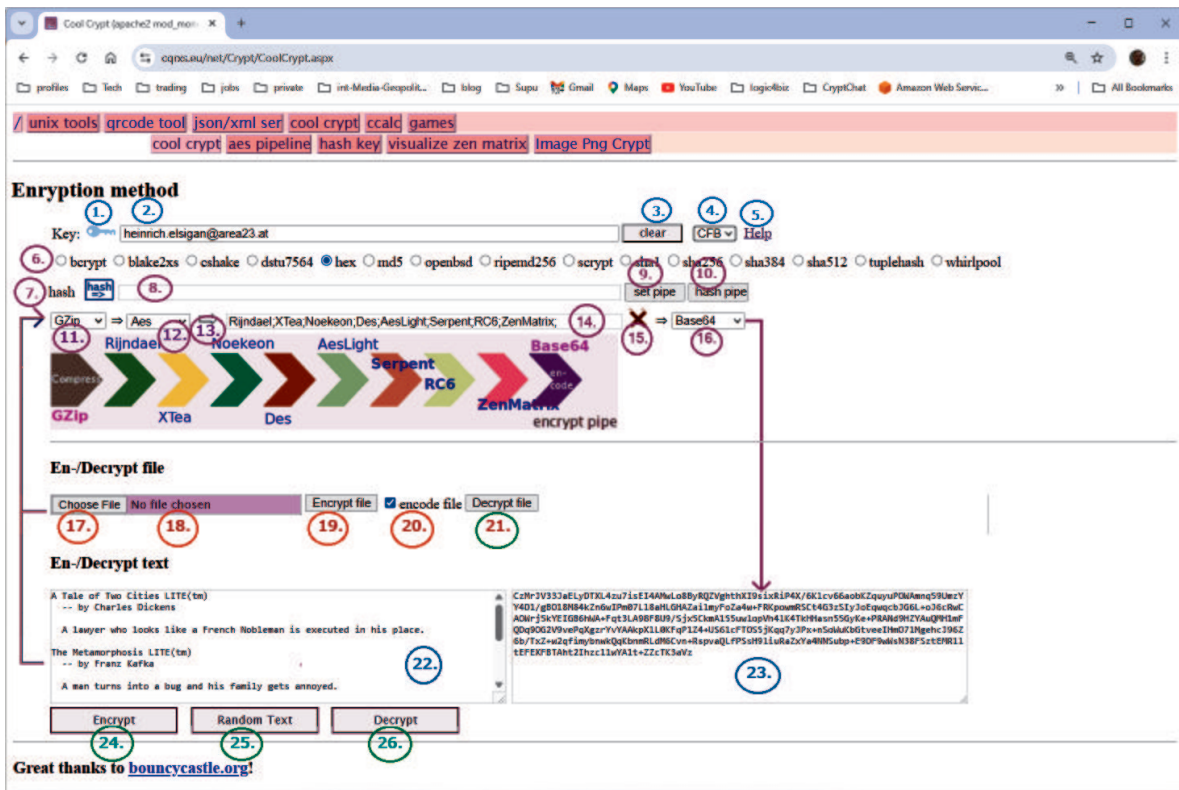 Cool Crypt (apache2 mod_mon
cqrxs.eu/net/Crypt/CoolCrypt.aspx
profiles Tech trading jobs private int-Media-Geopolit... blog Supu Gmail Maps YouTube logic4biz CryptChat Amazon Web Servic... » All Bookmarks
/ unix tools qrcode tool json/xml ser cool crypt ccalc games
cool crypt aes pipeline hash key visualize zen matrix Image Png Crypt
Enryption method
1. 2. 3. 4. 5.
Key: heinrich.elsigan@area23.at clear CFB Help
6. bcrypt blake2xs cshake dstu7564 hex md5 openbsd ripemd256 scrypt sha1 sha256 sha384 sha512 tuplehash whirlpool
7. hash hash => 8. 9. set pipe 10. hash pipe
GZip ⇒ Aes ⇒ Rijndael;XTea;Noekeon;Des;AesLight;Serpent;RC6;ZenMatrix; 14. ⇒ Base64
11. 12. 13. 15. 16.
Rijndael Noekeon AesLight Base64
Compress Serpent RC6 en-code
GZip XTea Des ZenMatrix
encrypt pipe
En-/Decrypt file
Choose File No file chosen Encrypt file encode file Decrypt file
17. 18. 19. 20. 21.
En-/Decrypt text
A Tale of Two Cities LITE(tm)
-- by Charles Dickens
A lawyer who looks like a French Nobleman is executed in his place.
The Metamorphosis LITE(tm)
-- by Franz Kafka
A man turns into a bug and his family gets annoyed.
22.
23.
Encrypt Random Text Decrypt
24. 25. 26.
Great thanks to bouncycastle.org!